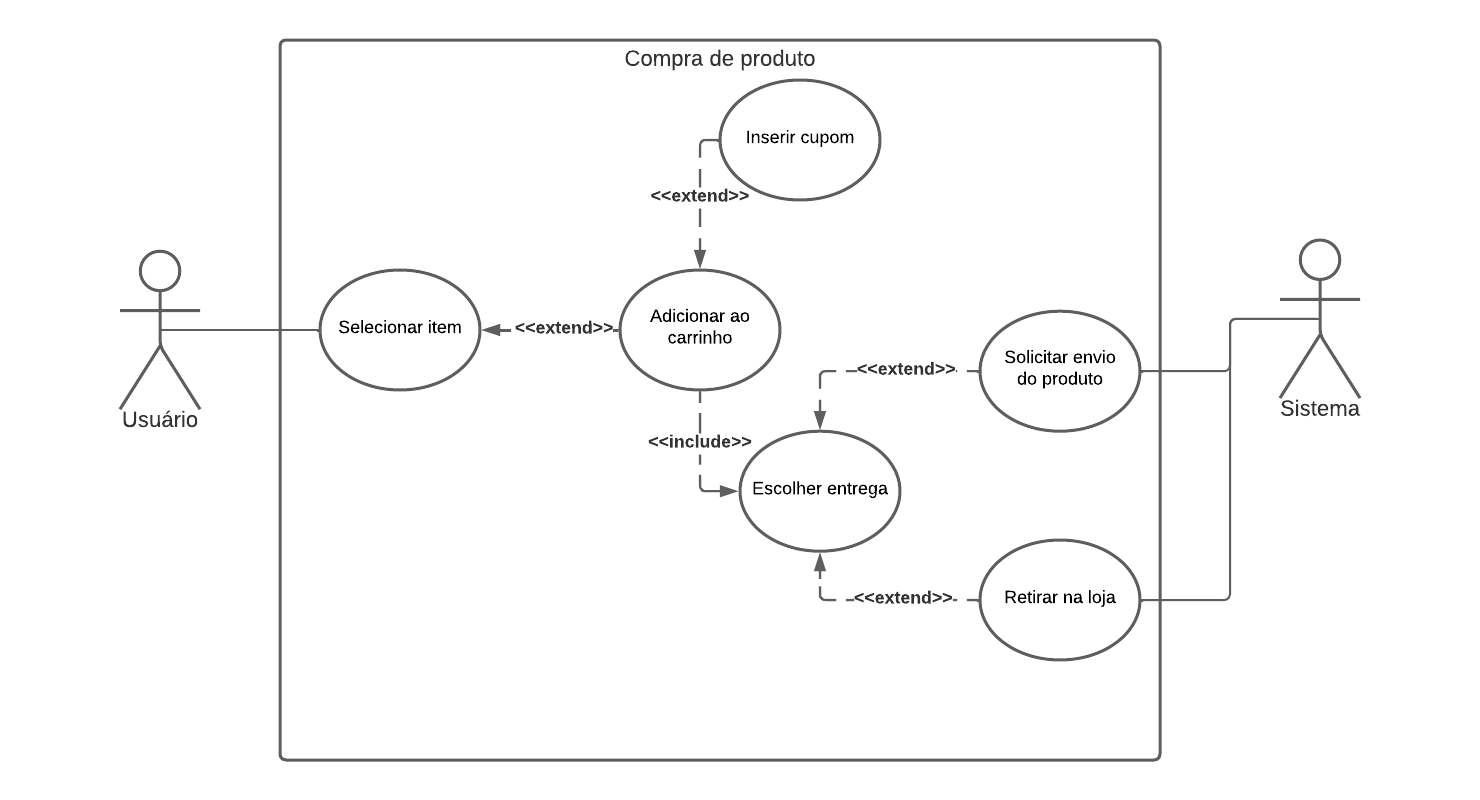 Compra de produto
Inserir cupom
<<extend>>
Selecionar item
<<extend>>
Adicionar ao
carrinho
Solicitar envio
do produto
<<extend>>
Usuário
Sistema
<<include>>
Escolher entrega
<<extend>>
Retirar na loja